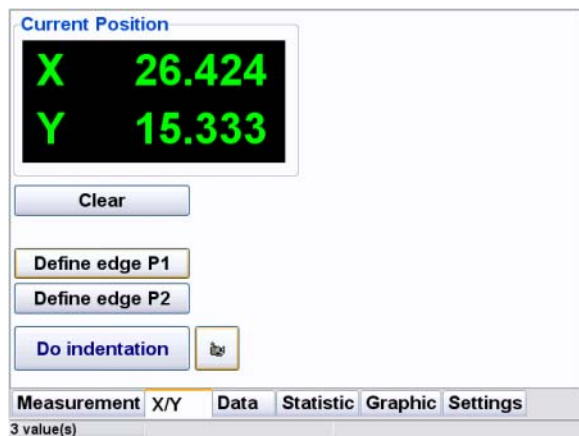 Current Position
X 26.424
Y 15.333
Clear
Define edge P1
Define edge P2
Do indentation
Measurement X/Y Data Statistic Graphic Settings
3 value(s)